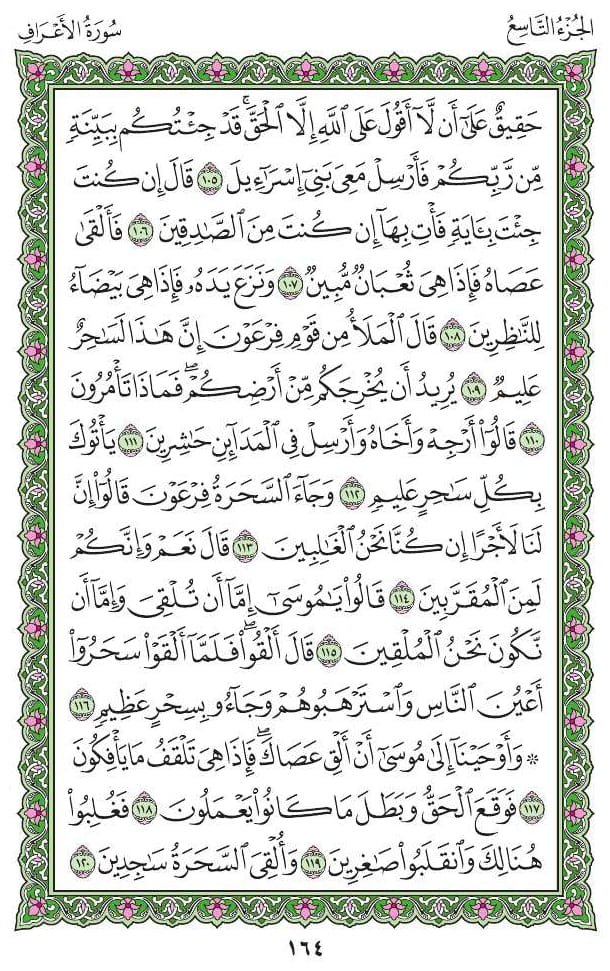 الجُزْءُ التَّاسِعُ
سُورَةُ الأَعْرَافِ
حَقِيقٌ عَلَىٰٓ أَن لَّآ أَقُولَ عَلَى ٱللَّهِ إِلَّا ٱلْحَقَّۚ قَدْ جِئْتُكُم بِبَيِّنَةٍ
مِّن رَّبِّكُمْ فَأَرْسِلْ مَعِيَ بَنِيٓ إِسْرَٰٓءِيلَ ١٠٥ قَالَ إِن كُنتَ
جِئْتَ بِـَٔايَةٍ فَأْتِ بِهَآ إِن كُنتَ مِنَ ٱلصَّٰدِقِينَ ١٠٦ فَأَلْقَىٰ
عَصَاهُ فَإِذَا هِيَ ثُعْبَانٌ مُّبِينٌ ١٠٧ وَنَزَعَ يَدَهُۥ فَإِذَا هِيَ بَيْضَآءُ
لِلنَّٰظِرِينَ ١٠٨ قَالَ ٱلْمَلَأُ مِن قَوْمِ فِرْعَوْنَ إِنَّ هَٰذَا لَسَٰحِرٌ
عَلِيمٌ ١٠٩ يُرِيدُ أَن يُخْرِجَكُم مِّنْ أَرْضِكُمْۖ فَمَاذَا تَأْمُرُونَ
١١٠ قَالُوٓا۟ أَرْجِهْ وَأَخَاهُ وَأَرْسِلْ فِي ٱلْمَدَآئِنِ حَٰشِرِينَ ١١١ يَأْتُوكَ
بِكُلِّ سَٰحِرٍ عَلِيمٍ ١١٢ وَجَآءَ ٱلسَّحَرَةُ فِرْعَوْنَ قَالُوٓا۟ إِنَّ
لَنَا لَأَجْرًا إِن كُنَّا نَحْنُ ٱلْغَٰلِبِينَ ١١٣ قَالَ نَعَمْ وَإِنَّكُمْ
لَمِنَ ٱلْمُقَرَّبِينَ ١١٤ قَالُوا۟ يَٰمُوسَىٰٓ إِمَّآ أَن تُلْقِيَ وَإِمَّآ أَن
نَّكُونَ نَحْنُ ٱلْمُلْقِينَ ١١٥ قَالَ أَلْقُوا۟ۖ فَلَمَّآ أَلْقَوْا۟ سَحَرُوٓا۟
أَعْيُنَ ٱلنَّاسِ وَٱسْتَرْهَبُوهُمْ وَجَآءُو بِسِحْرٍ عَظِيمٍ ١١٦
۞ وَأَوْحَيْنَآ إِلَىٰ مُوسَىٰٓ أَنْ أَلْقِ عَصَاكَۖ فَإِذَا هِيَ تَلْقَفُ مَا يَأْفِكُونَ
١١٧ فَوَقَعَ ٱلْحَقُّ وَبَطَلَ مَا كَانُوا۟ يَعْمَلُونَ ١١٨ فَغُلِبُوا۟
هُنَالِكَ وَٱنقَلَبُوا۟ صَٰغِرِينَ ١١٩ وَأُلْقِيَ ٱلسَّحَرَةُ سَٰجِدِينَ ١٢٠
١٦٤